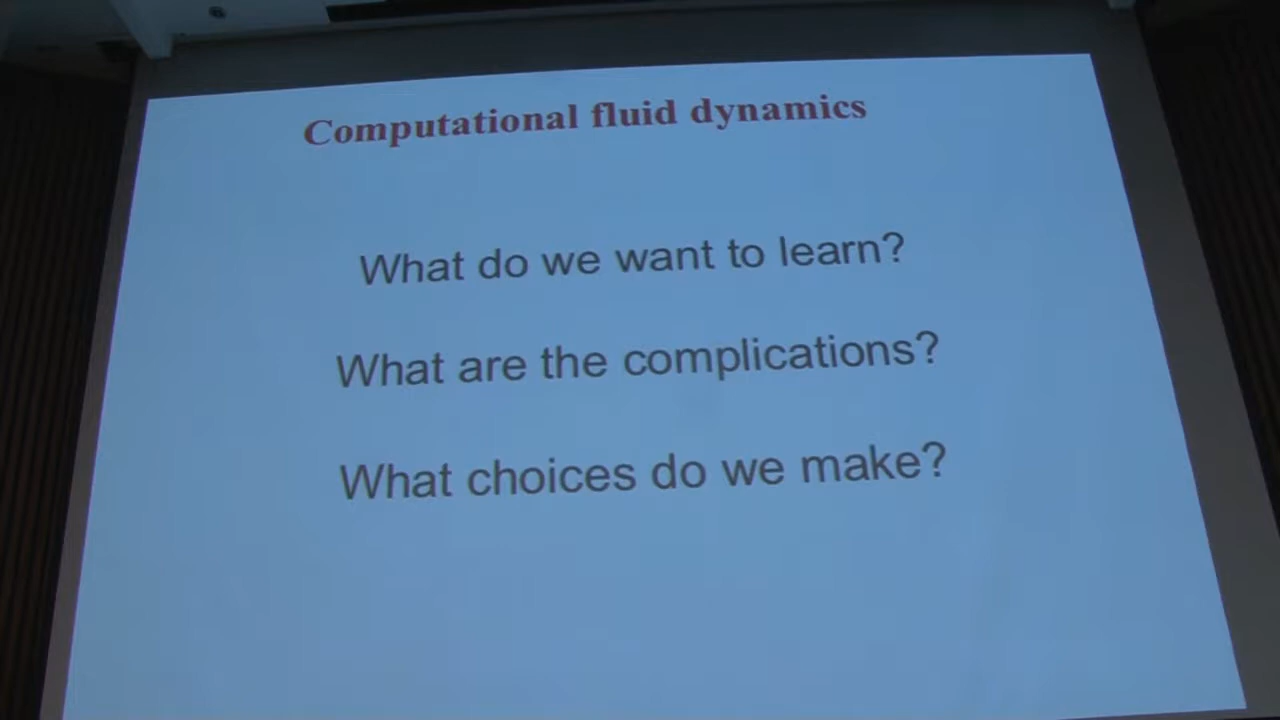 Computational fluid dynamics
What do we want to learn?
What are the complications?
What choices do we make?